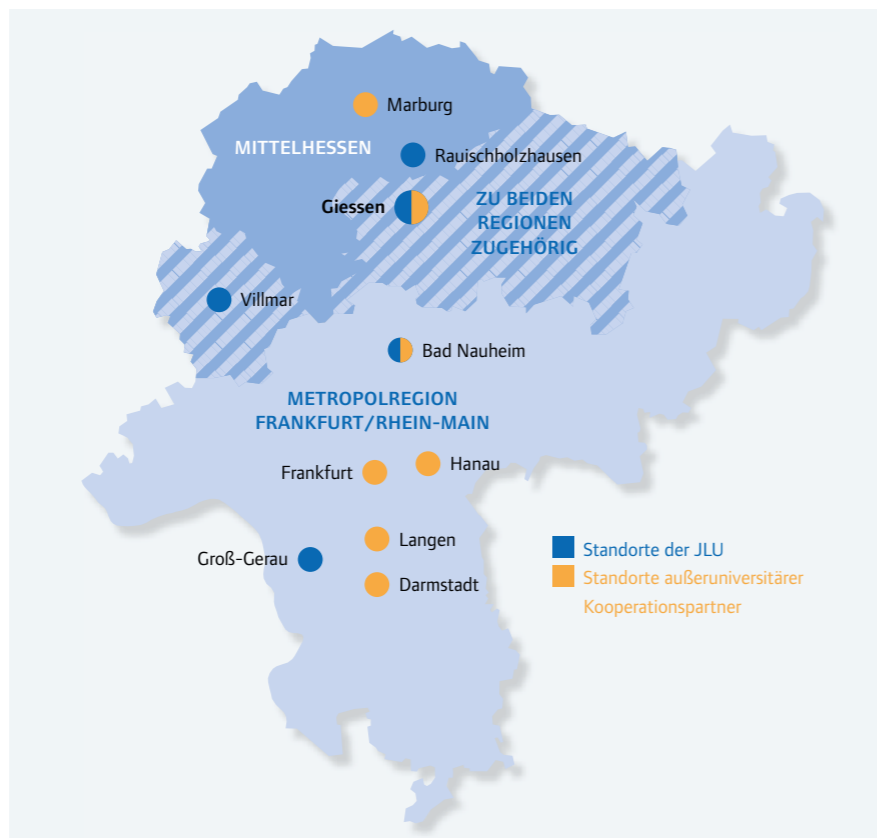 Marburg
MITTELHESSEN
Rauischholzhausen
Giessen
ZU BEIDEN
REGIONEN
ZUGEHÖRIG
Villmar
Bad Nauheim
METROPOLREGION
FRANKFURT/RHEIN-MAIN
Frankfurt
Hanau
Langen
Groß-Gerau
Darmstadt
Standorte der JLU
Standorte außeruniversitärer
Kooperationspartner